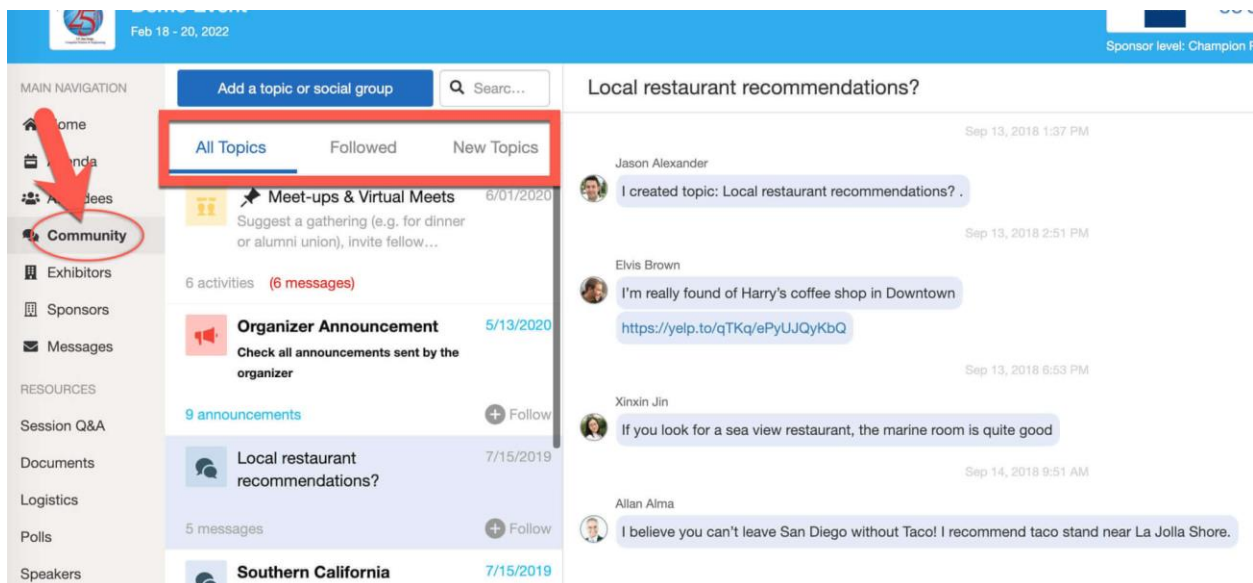 Demo Event
Feb 18 - 20, 2022
Sponsor level: Champion
MAIN NAVIGATION
Home
Agenda
Attendees
Community
Exhibitors
Sponsors
Messages
RESOURCES
Session Q&A
Documents
Logistics
Polls
Speakers
Add a topic or social group
Searc...
All Topics
Followed
New Topics
Meet-ups & Virtual Meets
6/01/2020
Suggest a gathering (e.g. for dinner
or alumni union), invite fellow…
6 activities (6 messages)
Organizer Announcement
5/13/2020
Check all announcements sent by the
organizer
9 announcements
Follow
Local restaurant
7/15/2019
recommendations?
5 messages
Follow
Southern California
7/15/2019
Local restaurant recommendations?
Sep 13, 2018 1:37 PM
Jason Alexander
I created topic: Local restaurant recommendations? .
Sep 13, 2018 2:51 PM
Elvis Brown
I'm really found of Harry's coffee shop in Downtown
https://yelp.to/qTKq/ePyUJQyKbQ
Sep 13, 2018 6:53 PM
Xinxin Jin
If you look for a sea view restaurant, the marine room is quite good
Sep 14, 2018 9:51 AM
Allan Alma
I believe you can't leave San Diego without Taco! I recommend taco stand near La Jolla Shore.